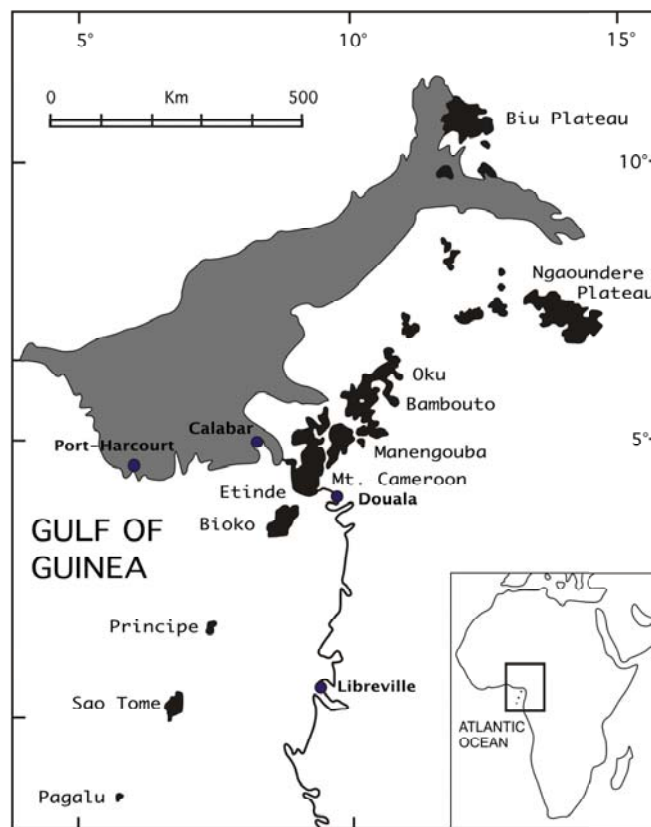 5°
10°
15°
0 Km 500
Biu Plateau
10°
Ngaoundere
Plateau
Oku
Bambouto
Calabar
5°
Port-Harcourt
Manengouba
Mt. Cameroon
Etinde
Douala
Bioko
GULF OF
GUINEA
Principe
Libreville
Sao Tome
ATLANTIC
OCEAN
Pagalu